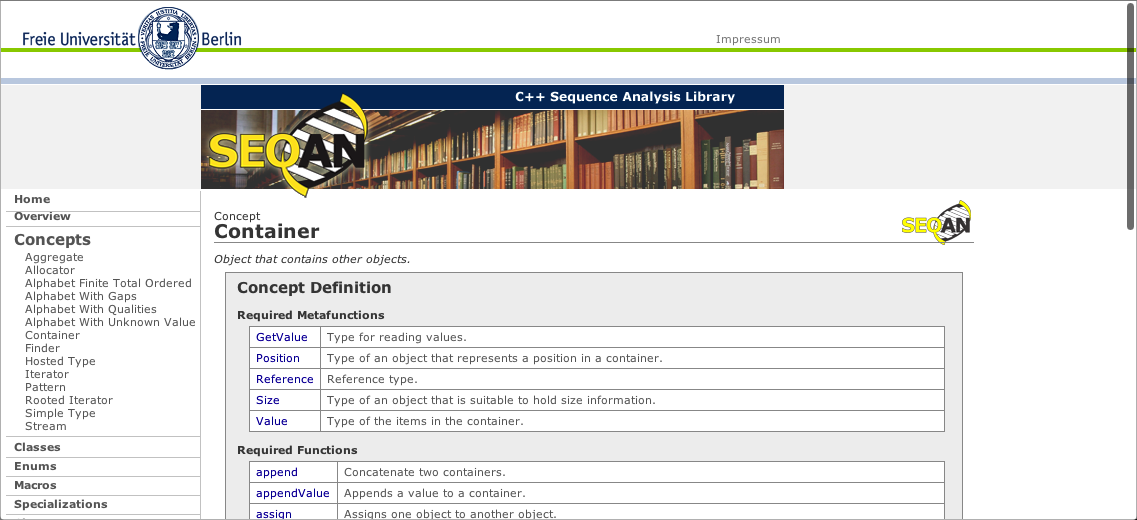 Freie Universität Berlin
Impressum
C++ Sequence Analysis Library
SEQAN
Home
Overview
Concepts
Aggregate
Allocator
Alphabet Finite Total Ordered
Alphabet With Gaps
Alphabet With Qualities
Alphabet With Unknown Value
Container
Finder
Hosted Type
Iterator
Pattern
Rooted Iterator
Simple Type
Stream
Classes
Enums
Macros
Specializations
Concept
Container
SEQAN
Object that contains other objects.
Concept Definition
Required Metafunctions
GetValue Type for reading values.
Position Type of an object that represents a position in a container.
Reference Reference type.
Size Type of an object that is suitable to hold size information.
Value Type of the items in the container.
Required Functions
append Concatenate two containers.
appendValue Appends a value to a container.
assign Assigns one object to another object.